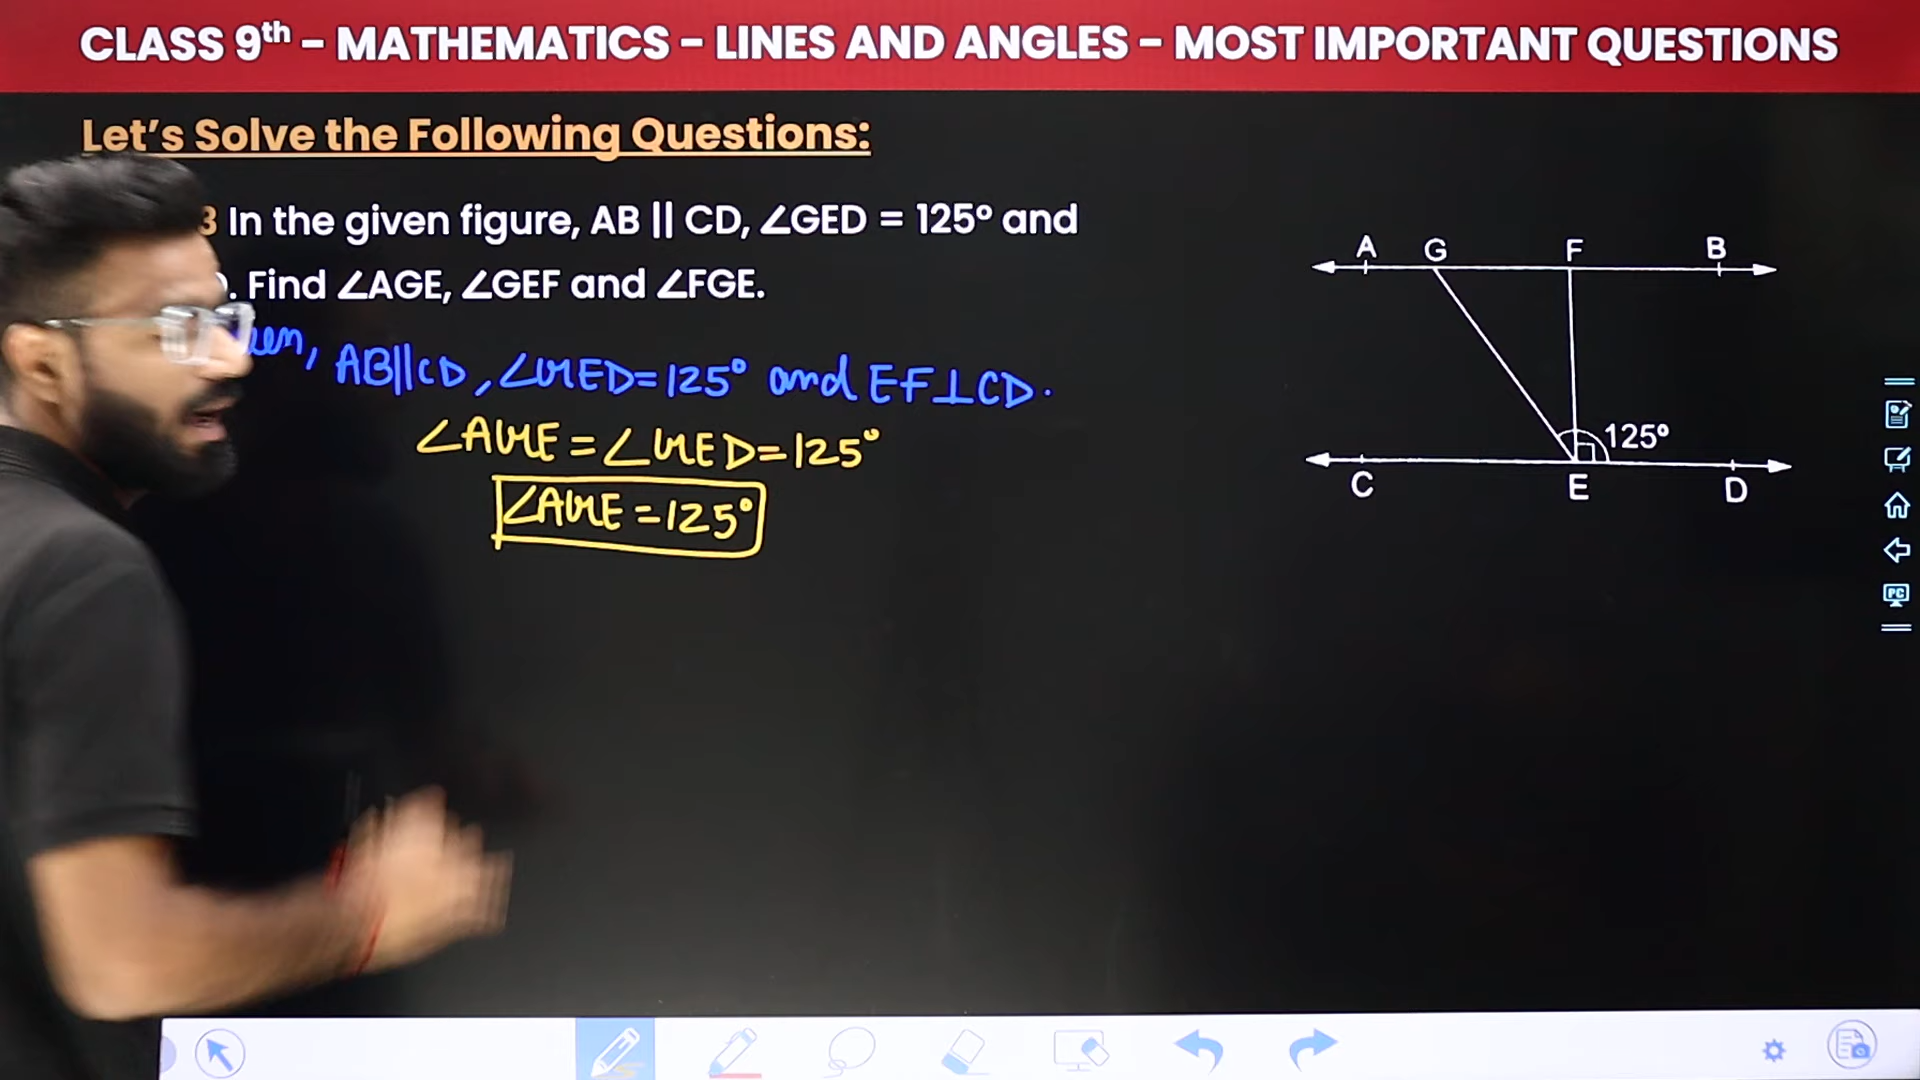 CLASS 9th – MATHEMATICS – LINES AND ANGLES – MOST IMPORTANT QUESTIONS
Let's Solve the Following Questions:
3 In the given figure, AB || CD, ∠GED = 125° and
. Find ∠AGE, ∠GEF and ∠FGE.
AB||CD, ∠GED=125° and EF⊥CD.
∠AGE = ∠GED=125°
∠AGE =125°
A G F B
125°
C E D
PC